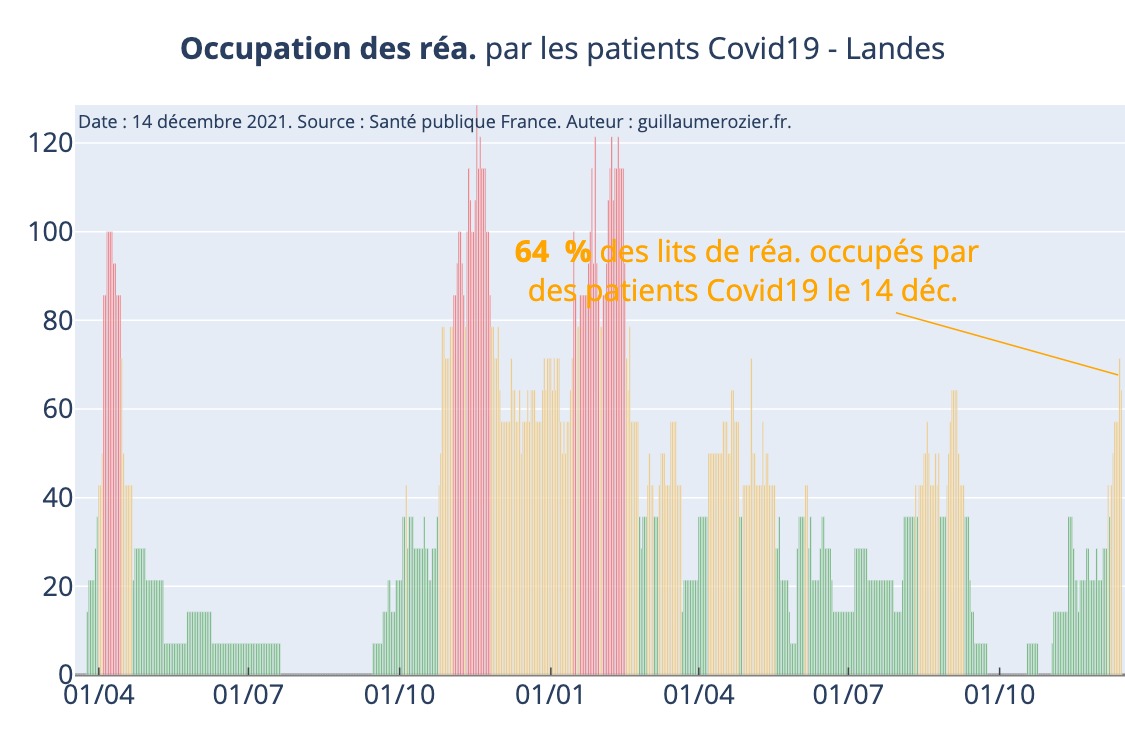 Occupation des réa. par les patients Covid19 - Landes
Date : 14 décembre 2021. Source : Santé publique France. Auteur : guillaumerozier.fr.
120
100
64 % des lits de réa. occupés par
des patients Covid19 le 14 déc.
80
60
40
20
0
01/04 01/07 01/10 01/01 01/04 01/07 01/10